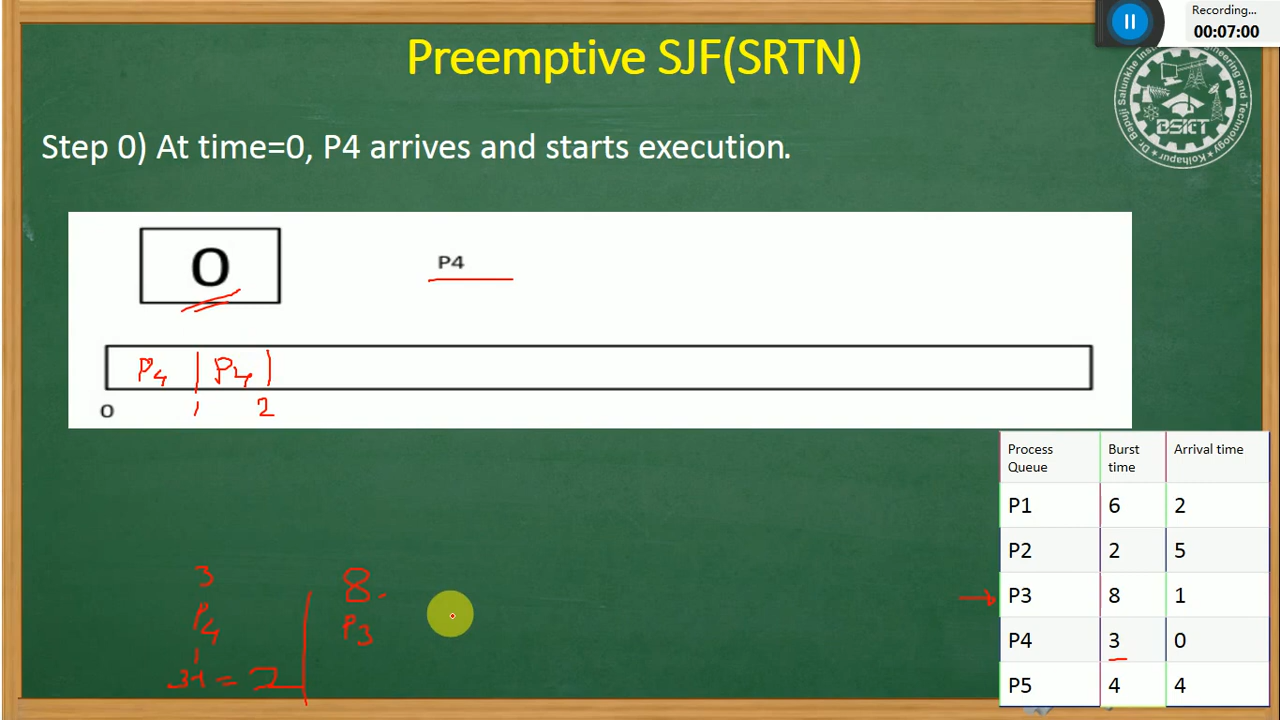 Recording...
00:07:00
Preemptive SJF(SRTN)
BSIET
Step 0) At time=0, P4 arrives and starts execution.
0 P4
P4 | P4 |
0 1 2
Process Queue Burst time Arrival time
P1 6 2
P2 2 5
P3 8 1
P4 3 0
P5 4 4
3 8.
P4 P3
3-1 = 2